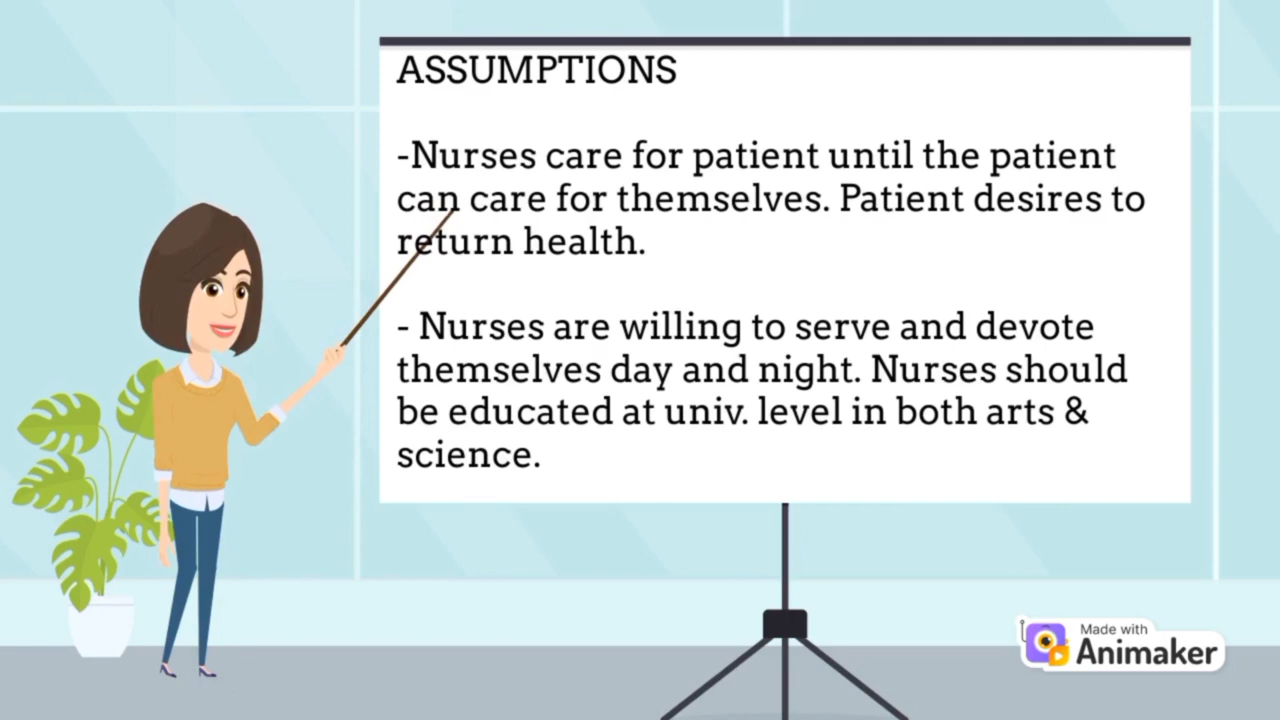 ASSUMPTIONS
-Nurses care for patient until the patient
can care for themselves. Patient desires to
return health.
- Nurses are willing to serve and devote
themselves day and night. Nurses should
be educated at univ. level in both arts &
science.
Made with
Animaker